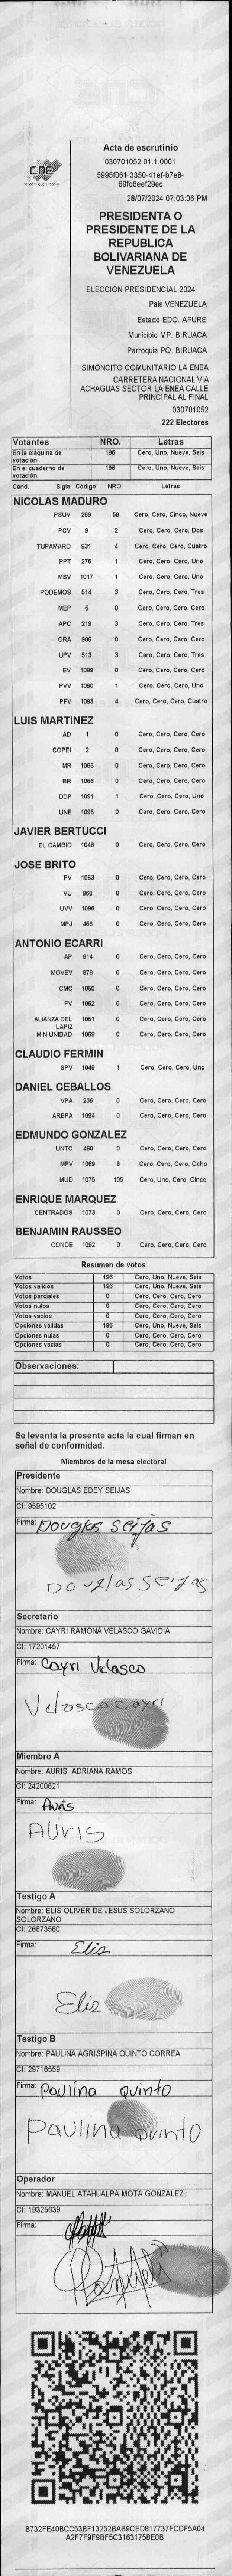 CNE
Acta de escrutinio
030701052.01.1.0001
5995f061-3350-41ef-b7e8-
69fd6eef29ec
28/07/2024 07:03:06 PM
PRESIDENTA O
PRESIDENTE DE LA
REPUBLICA
BOLIVARIANA DE
VENEZUELA
ELECCIÓN PRESIDENCIAL 2024
Pais VENEZUELA
Estado EDO. APURE
Municipio MP. BIRUACA
Parroquia PQ. BIRUACA
SIMONCITO COMUNITARIO LA ENEA
CARRETERA NACIONAL VIA
ACHAGUAS SECTOR LA ENEA CALLE
PRINCIPAL AL FINAL
030701052
222 Electores
Votantes NRO. Letras
En la máquina de votación 196 Cero, Uno, Nueve, Seis
En el cuaderno de votación 196 Cero, Uno, Nueve, Seis
Cand. Sigla Código NRO. Letras
NICOLAS MADURO
PSUV 269 59 Cero, Cero, Cinco, Nueve
PCV 9 2 Cero, Cero, Cero, Dos
TUPAMARO 931 4 Cero, Cero, Cero, Cuatro
PPT 276 1 Cero, Cero, Cero, Uno
MSV 1017 1 Cero, Cero, Cero, Uno
PODEMOS 514 3 Cero, Cero, Cero, Tres
MEP 6 0 Cero, Cero, Cero, Cero
APC 219 3 Cero, Cero, Cero, Tres
ORA 906 0 Cero, Cero, Cero, Cero
UPV 513 3 Cero, Cero, Cero, Tres
EV 1089 0 Cero, Cero, Cero, Cero
PVV 1090 1 Cero, Cero, Cero, Uno
PFV 1093 4 Cero, Cero, Cero, Cuatro
LUIS MARTINEZ
AD 1 0 Cero, Cero, Cero, Cero
COPEI 2 0 Cero, Cero, Cero, Cero
MR 1065 0 Cero, Cero, Cero, Cero
BR 1066 0 Cero, Cero, Cero, Cero
DDP 1091 1 Cero, Cero, Cero, Uno
UNE 1095 0 Cero, Cero, Cero, Cero
JAVIER BERTUCCI
EL CAMBIO 1048 0 Cero, Cero, Cero, Cero
JOSE BRITO
PV 1053 0 Cero, Cero, Cero, Cero
VU 968 0 Cero, Cero, Cero, Cero
UVV 1096 0 Cero, Cero, Cero, Cero
MPJ 458 0 Cero, Cero, Cero, Cero
ANTONIO ECARRI
AP 814 0 Cero, Cero, Cero, Cero
MOVEV 878 0 Cero, Cero, Cero, Cero
CMC 1050 0 Cero, Cero, Cero, Cero
FV 1062 0 Cero, Cero, Cero, Cero
ALIANZA DEL LAPIZ 1051 0 Cero, Cero, Cero, Cero
MIN UNIDAD 1069 0 Cero, Cero, Cero, Cero
CLAUDIO FERMIN
SPV 1049 1 Cero, Cero, Cero, Uno
DANIEL CEBALLOS
VPA 236 0 Cero, Cero, Cero, Cero
AREPA 1094 0 Cero, Cero, Cero, Cero
EDMUNDO GONZALEZ
UNTC 460 0 Cero, Cero, Cero, Cero
MPV 1069 8 Cero, Cero, Cero, Ocho
MUD 1075 105 Cero, Uno, Cero, Cinco
ENRIQUE MARQUEZ
CENTRADOS 1073 0 Cero, Cero, Cero, Cero
BENJAMIN RAUSSEO
CONDE 1092 0 Cero, Cero, Cero, Cero
Resumen de votos
Votos 196 Cero, Uno, Nueve, Seis
Votos validos 196 Cero, Uno, Nueve, Seis
Votos parciales 0 Cero, Cero, Cero, Cero
Votos nulos 0 Cero, Cero, Cero, Cero
Votos vacios 0 Cero, Cero, Cero, Cero
Opciones validas 196 Cero, Uno, Nueve, Seis
Opciones nulas 0 Cero, Cero, Cero, Cero
Opciones vacias 0 Cero, Cero, Cero, Cero
Observaciones:
Se levanta la presente acta la cual firman en
señal de conformidad.
Miembros de la mesa electoral
Presidente
Nombre: DOUGLAS EDEY SEIJAS
CI: 9595102
Firma: Douglas Seijas
Douglas Seijas
Secretario
Nombre: CAYRI RAMONA VELASCO GAVIDIA
CI: 17201457
Firma: Cayri Velasco
Velasco cayri
Miembro A
Nombre: AURIS ADRIANA RAMOS
CI: 24200621
Firma: Auris
AUris
Testigo A
Nombre: ELIS OLIVER DE JESUS SOLORZANO
SOLORZANO
CI: 26873580
Firma: Elis
Elis
Testigo B
Nombre: PAULINA AGRISPINA QUINTO CORREA
CI: 29716559
Firma: Paulina quinto
Paulina quinto
Operador
Nombre: MANUEL ATAHUALPA MOTA GONZALEZ
CI: 19325639
Firma:
B732FE40BCC53BF13252BAB9CED817737FCDF5A04
A2F7F9F9BF5C31631758E0B